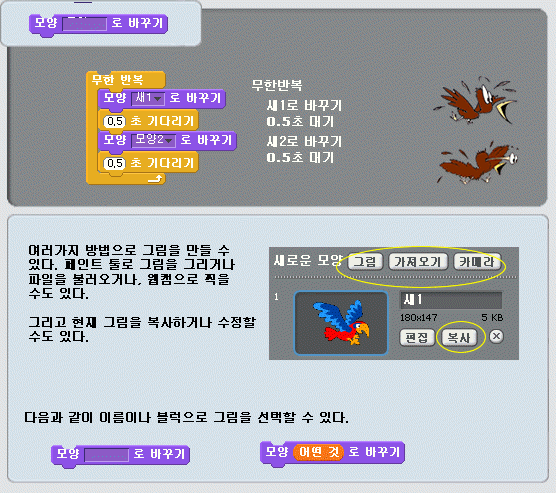 모양 로 바꾸기
무한 반복
모양 새1 로 바꾸기
0.5 초 기다리기
모양 모양2 로 바꾸기
0.5 초 기다리기
무한반복
새1로 바꾸기
0.5초 대기
새2로 바꾸기
0.5초 대기
여러가지 방법으로 그림을 만들 수
있다. 페인트 툴로 그림을 그리거나
파일을 불러오거나, 웹캠으로 찍을
수도 있다.
그리고 현재 그림을 복사하거나 수정할
수도 있다.
새로운 모양 그림 가져오기 카메라
1
새1
180x147 5 KB
편집 복사
다음과 같이 이름이나 블럭으로 그림을 선택할 수 있다.
모양 로 바꾸기
모양 어떤 것 로 바꾸기